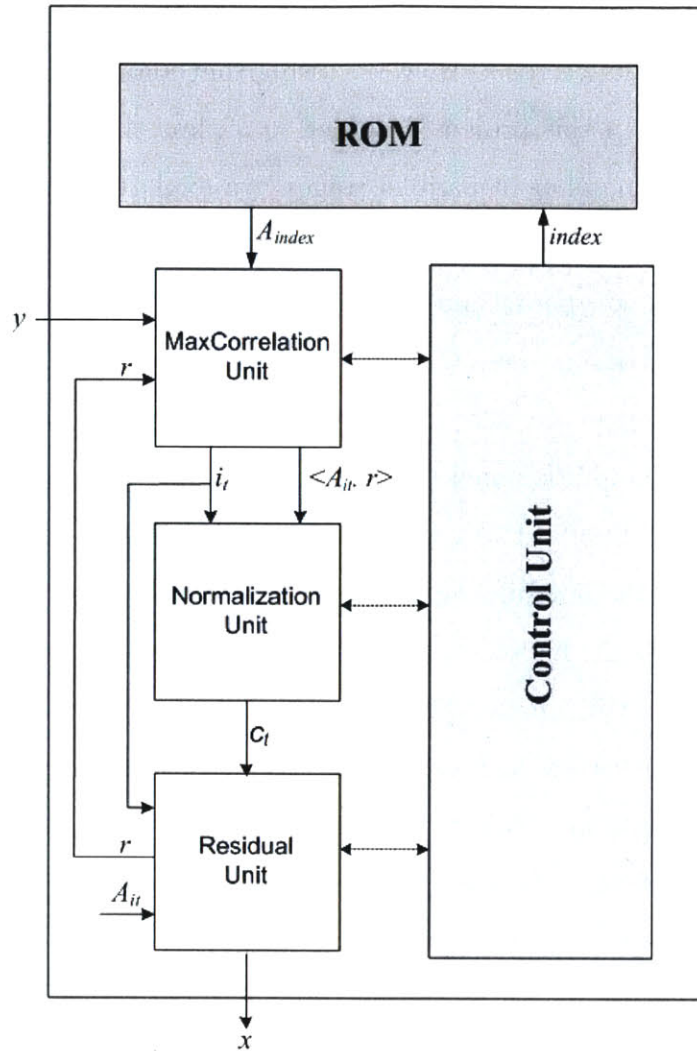 ROM
A_index
index
y
MaxCorrelation
Unit
r
i_t
<A_it, r>
Normalization
Unit
Control Unit
c_t
Residual
Unit
r
A_it
x